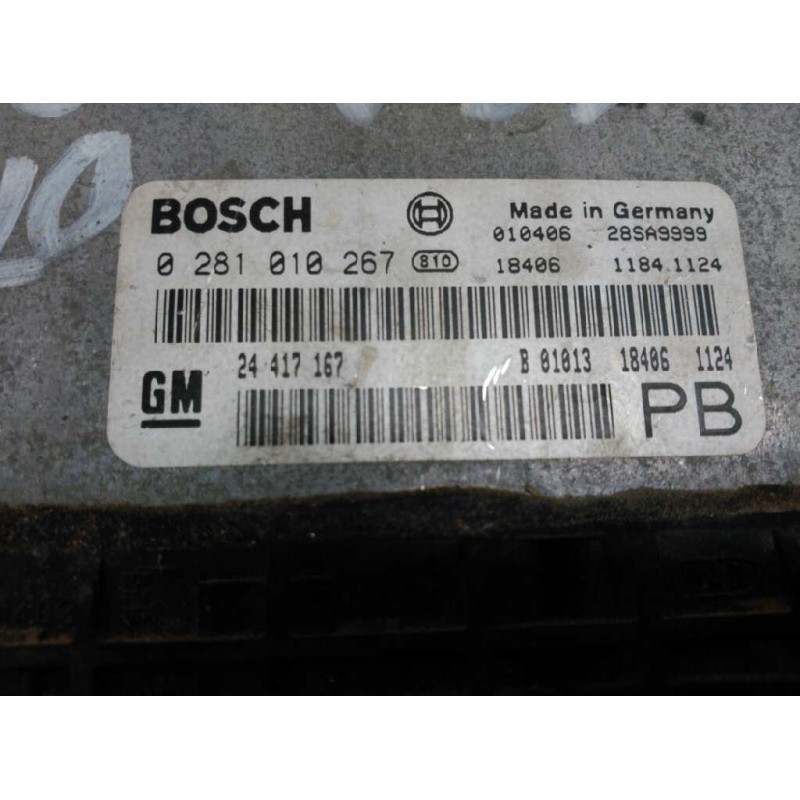 BOSCH Made in Germany
010406 28SA9999
0 281 010 267 810 18406 1184.1124
24 417 167 B 01013 18406 1124
GM PB